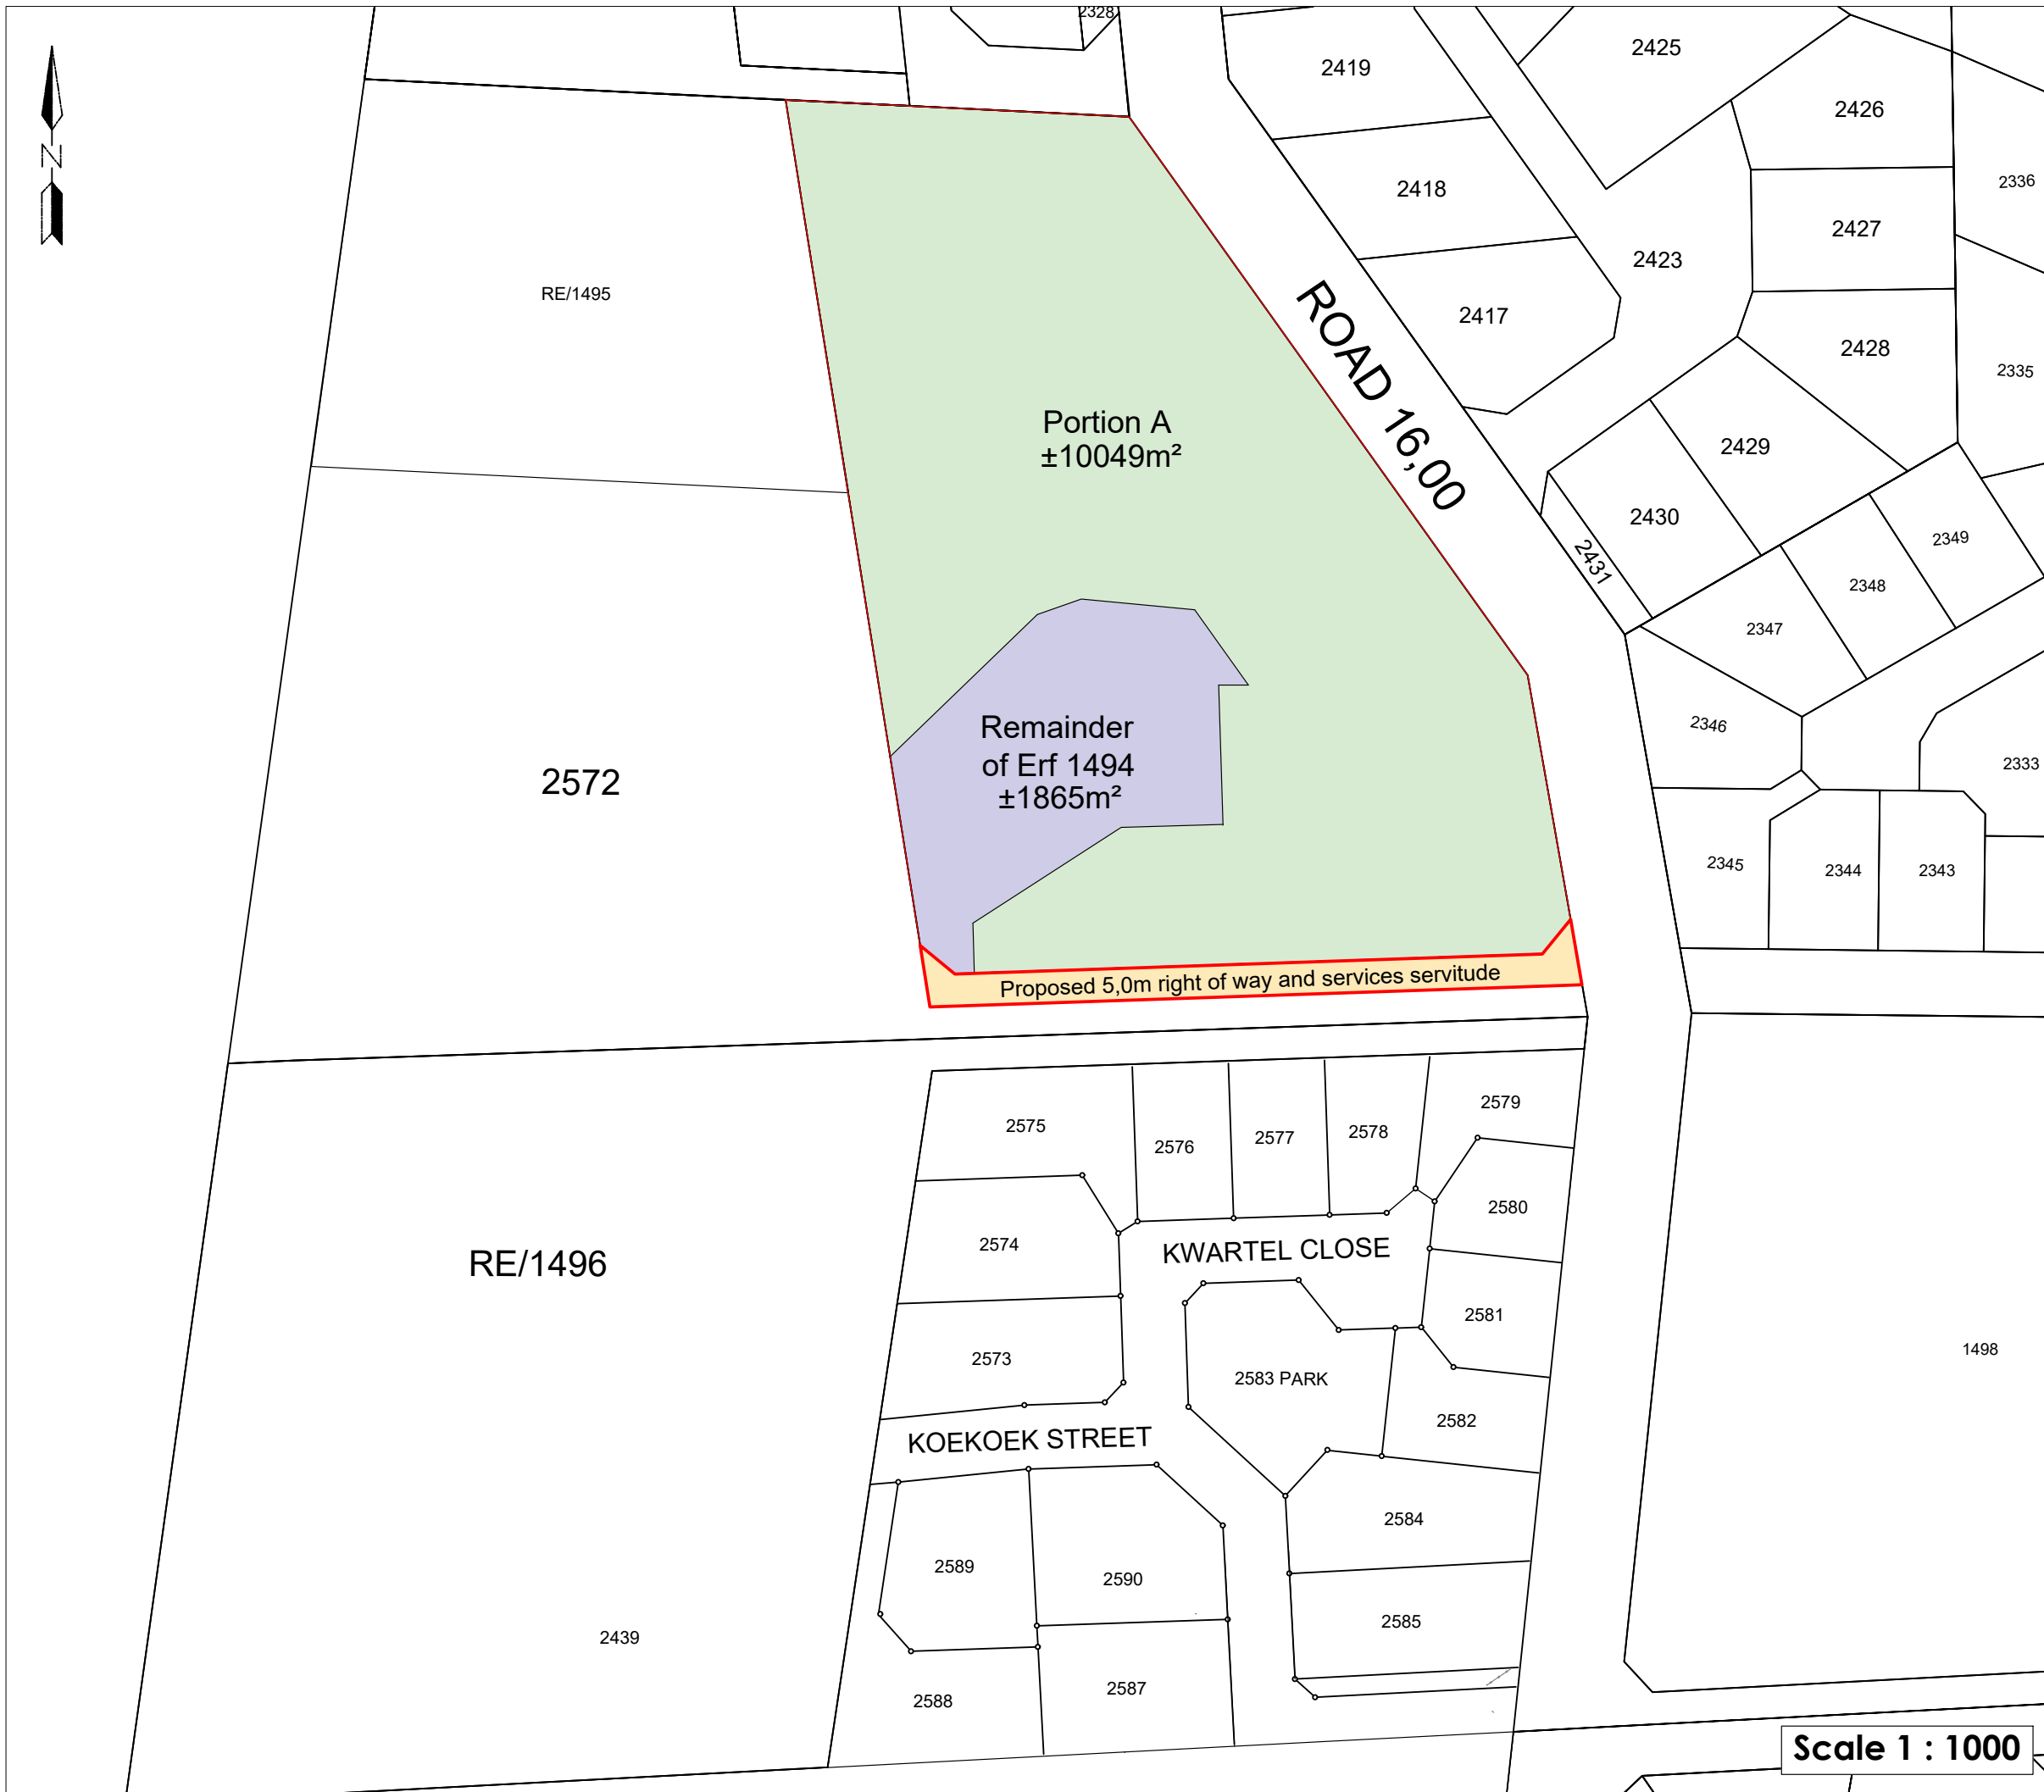 2328
2425
2419
2426
N
2336
2418
2427
2423
RE/1495
2417
2428
2335
ROAD 16,00
Portion A
±10049m²
2429
2430
2349
2431
2348
2347
Remainder
of Erf 1494
±1865m²
2346
2333
2572
2345
2344
2343
Proposed 5,0m right of way and services servitude
2579
2575
2576
2577
2578
2580
2574
KWARTEL CLOSE
RE/1496
2581
1498
2573
2583 PARK
2582
KOEKOEK STREET
2584
2589
2590
2585
2439
2588
2587
Scale 1 : 1000